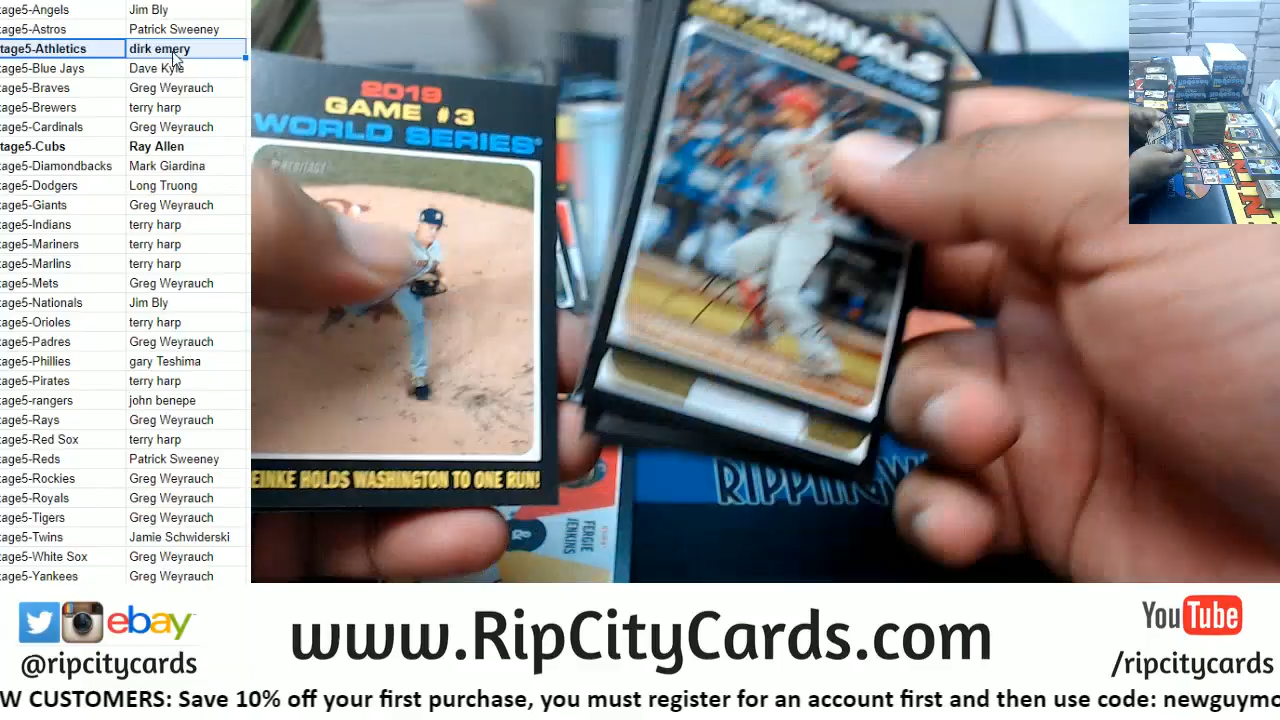 tage5-Angels Jim Bly
tage5-Astros Patrick Sweeney
tage5-Athletics dirk emery
tage5-Blue Jays Dave Kyle
tage5-Braves Greg Weyrauch
tage5-Brewers terry harp
tage5-Cardinals Greg Weyrauch
tage5-Cubs Ray Allen
tage5-Diamondbacks Mark Giardina
tage5-Dodgers Long Truong
tage5-Giants Greg Weyrauch
tage5-Indians terry harp
tage5-Mariners terry harp
tage5-Marlins terry harp
tage5-Mets Greg Weyrauch
tage5-Nationals Jim Bly
tage5-Orioles terry harp
tage5-Padres Greg Weyrauch
tage5-Phillies gary Teshima
tage5-Pirates terry harp
tage5-rangers john benepe
tage5-Rays Greg Weyrauch
tage5-Red Sox terry harp
tage5-Reds Patrick Sweeney
tage5-Rockies Greg Weyrauch
tage5-Royals Greg Weyrauch
tage5-Tigers Greg Weyrauch
tage5-Twins Jamie Schwiderski
tage5-White Sox Greg Weyrauch
tage5-Yankees Greg Weyrauch
2019
GAME #3
WORLD SERIES
HERITAGE
EINKE HOLDS WASHINGTON TO ONE RUN!
FERGIE
JENKINS
ebay
@ripcitycards
www.RipCityCards.com
YouTube
/ripcitycards
W CUSTOMERS: Save 10% off your first purchase, you must register for an account first and then use code: newguymo